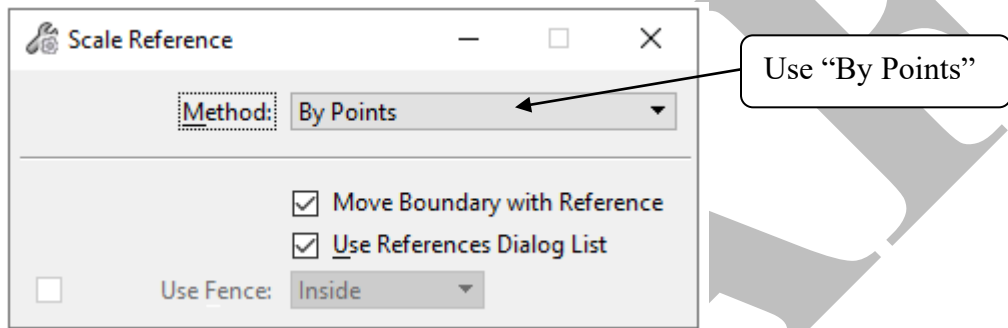 Scale Reference
Use “By Points”
Method: By Points
Move Boundary with Reference
Use References Dialog List
Use Fence: Inside